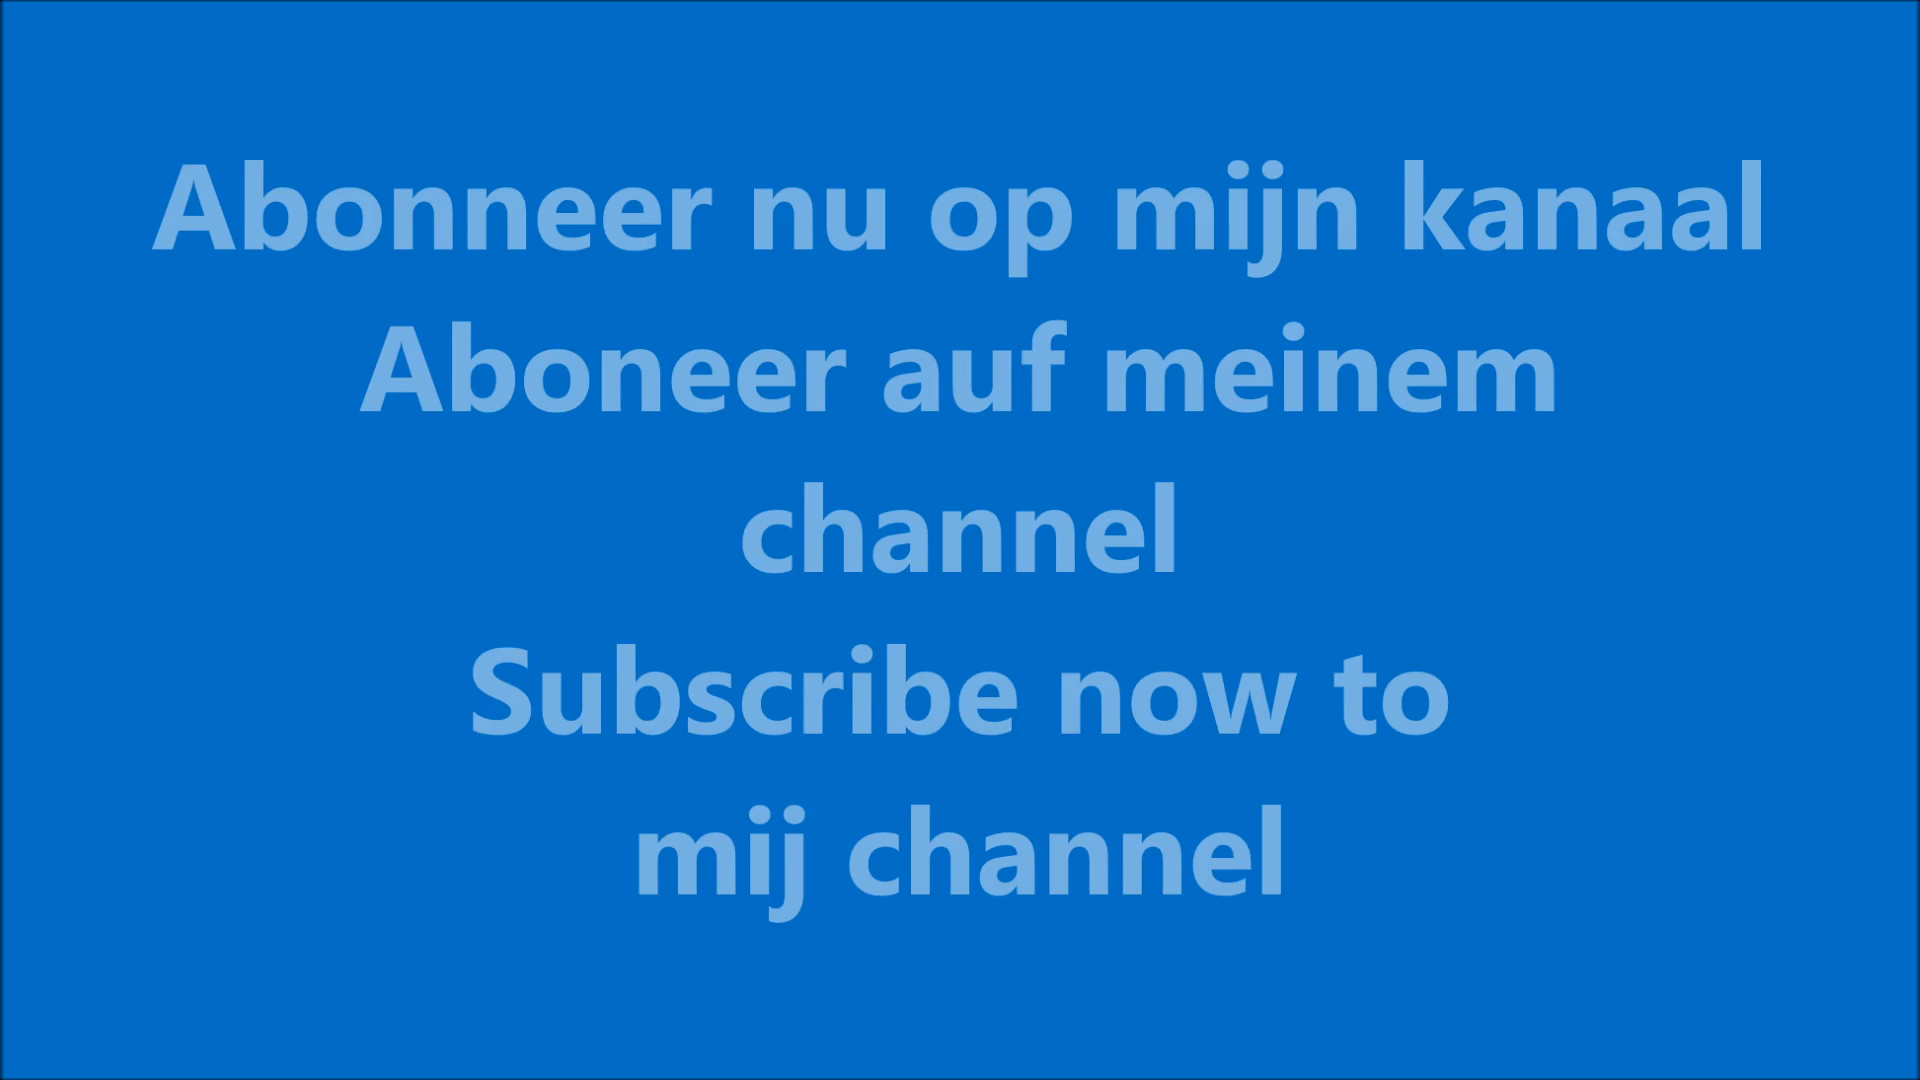 Abonneer nu op mijn kanaal
Aboneer auf meinem
channel
Subscribe now to
mij channel